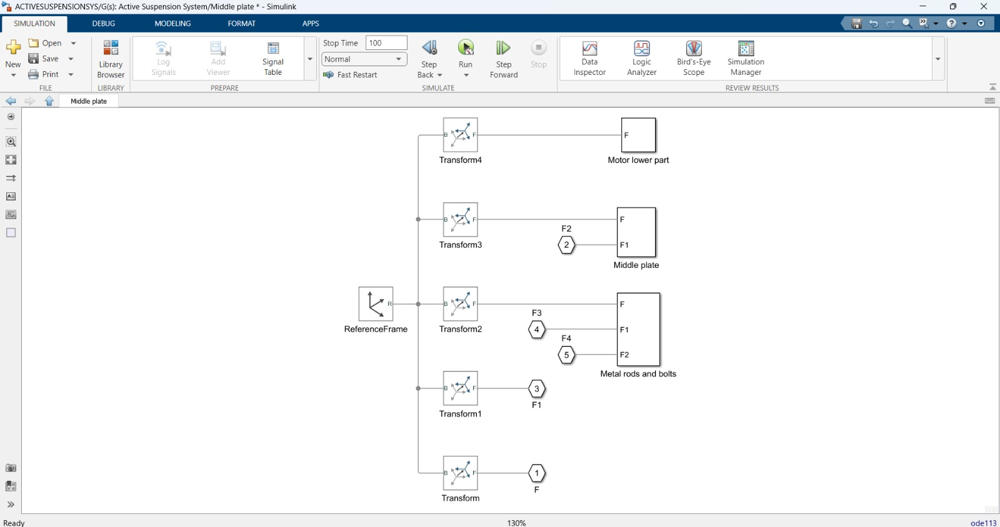 ACTIVESUSPENSIONSYS/G(s): Active Suspension System/Middle plate * - Simulink
SIMULATION DEBUG MODELING FORMAT APPS
New
Open
Save
Print
FILE
Library
Browser
LIBRARY
Log
Signals
Add
Viewer
Signal
Table
PREPARE
Stop Time 100
Normal
Fast Restart
Step
Back
Run
Step
Forward
Stop
SIMULATE
Data
Inspector
Logic
Analyzer
Bird's-Eye
Scope
Simulation
Manager
REVIEW RESULTS
Middle plate
B F
Transform4
F
Motor lower part
B F
Transform3
F2
2
F
F1
Middle plate
R
ReferenceFrame
B F
Transform2
F3
4
F4
5
F
F1
F2
Metal rods and bolts
B F
Transform1
3
F1
B F
Transform
1
F
Ready 130% ode113